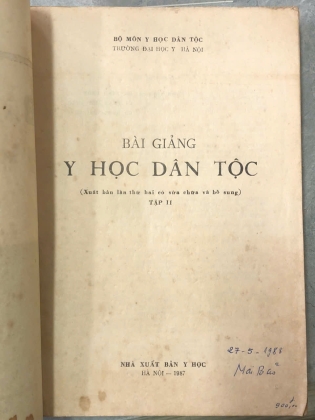 BỘ MÔN Y HỌC DÂN TỘC
TRƯỜNG ĐẠI HỌC Y HÀ NỘI
BÀI GIẢNG
Y HỌC DÂN TỘC
(Xuất bản lần thứ hai có sửa chữa và bổ sung)
TẬP II
27-5-1988
NHÀ XUẤT BẢN Y HỌC
HÀ NỘI — 1987